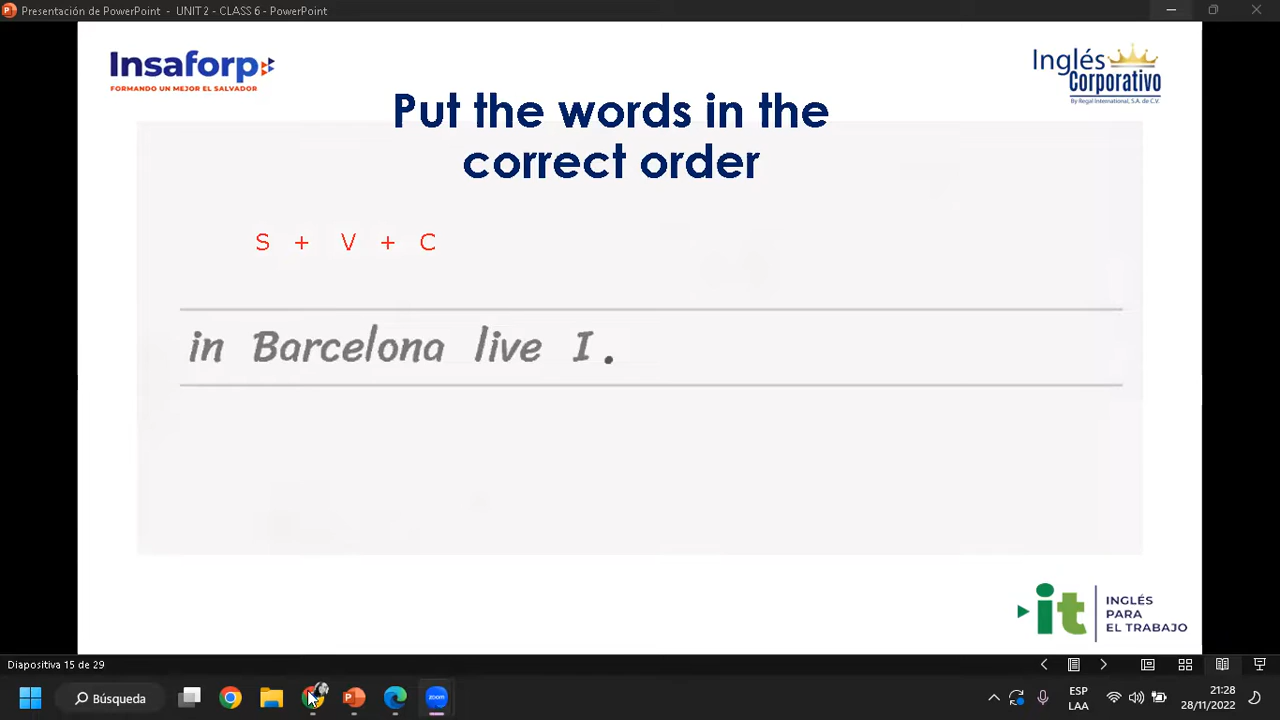 Presentación de PowerPoint - UNIT 2 - CLASS 6 - PowerPoint
Insaforp
FORMANDO UN MEJOR EL SALVADOR
Inglés
Corporativo
By Regal International, S.A. de C.V.
Put the words in the
correct order
S + V + C
in Barcelona live I.
it
INGLÉS
PARA
EL TRABAJO
Diapositiva 15 de 29
Búsqueda
zoom
ESP
LAA
21:28
28/11/2022